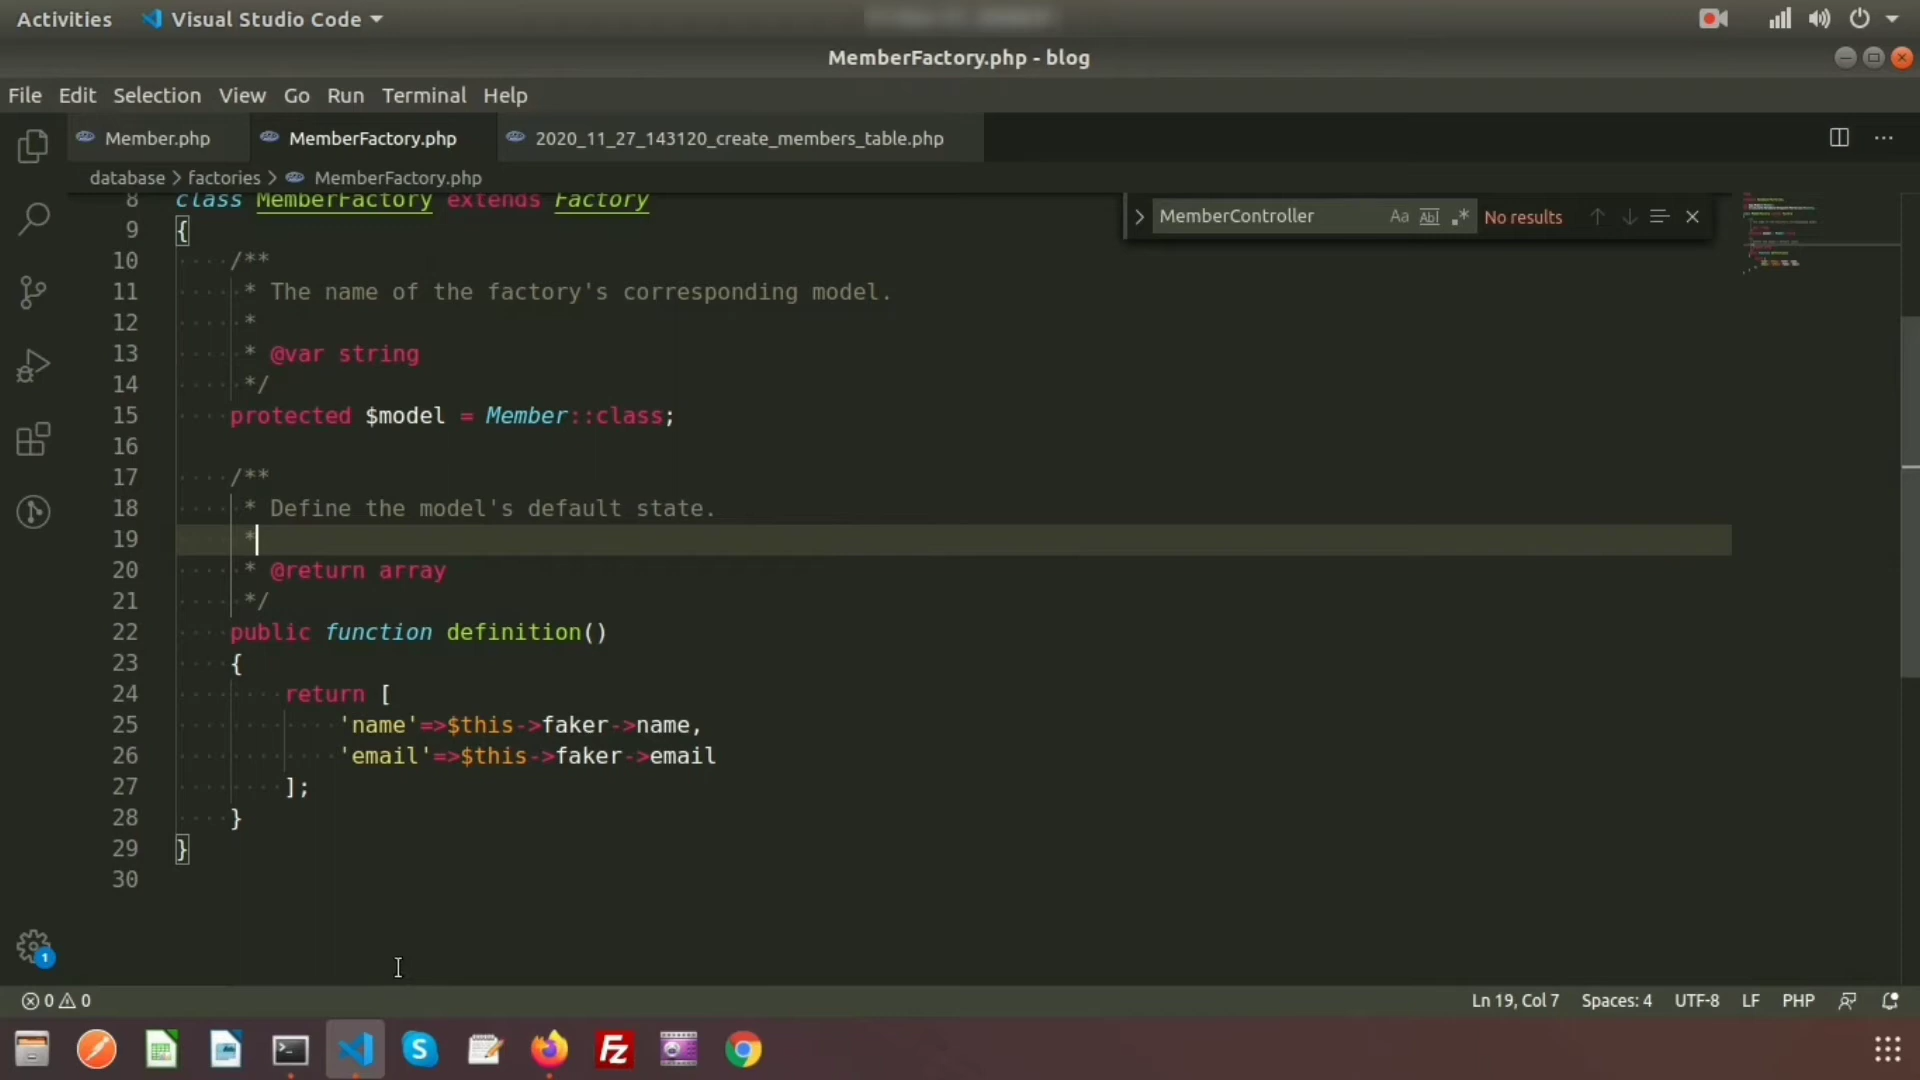 Activities Visual Studio Code
MemberFactory.php - blog
File Edit Selection View Go Run Terminal Help
Member.php MemberFactory.php 2020_11_27_143120_create_members_table.php ...
database > factories > MemberFactory.php
MemberController Aa Abl .* No results
8 class MemberFactory extends Factory
9 {
10 /**
11 * The name of the factory's corresponding model.
12 *
13 * @var string
14 */
15 protected $model = Member::class;
16
17 /**
18 * Define the model's default state.
19 *
20 * @return array
21 */
22 public function definition()
23 {
24 return [
25 'name'=>$this->faker->name,
26 'email'=>$this->faker->email
27 ];
28 }
29 }
30
1
0 0 Ln 19, Col 7 Spaces: 4 UTF-8 LF PHP
S Fz